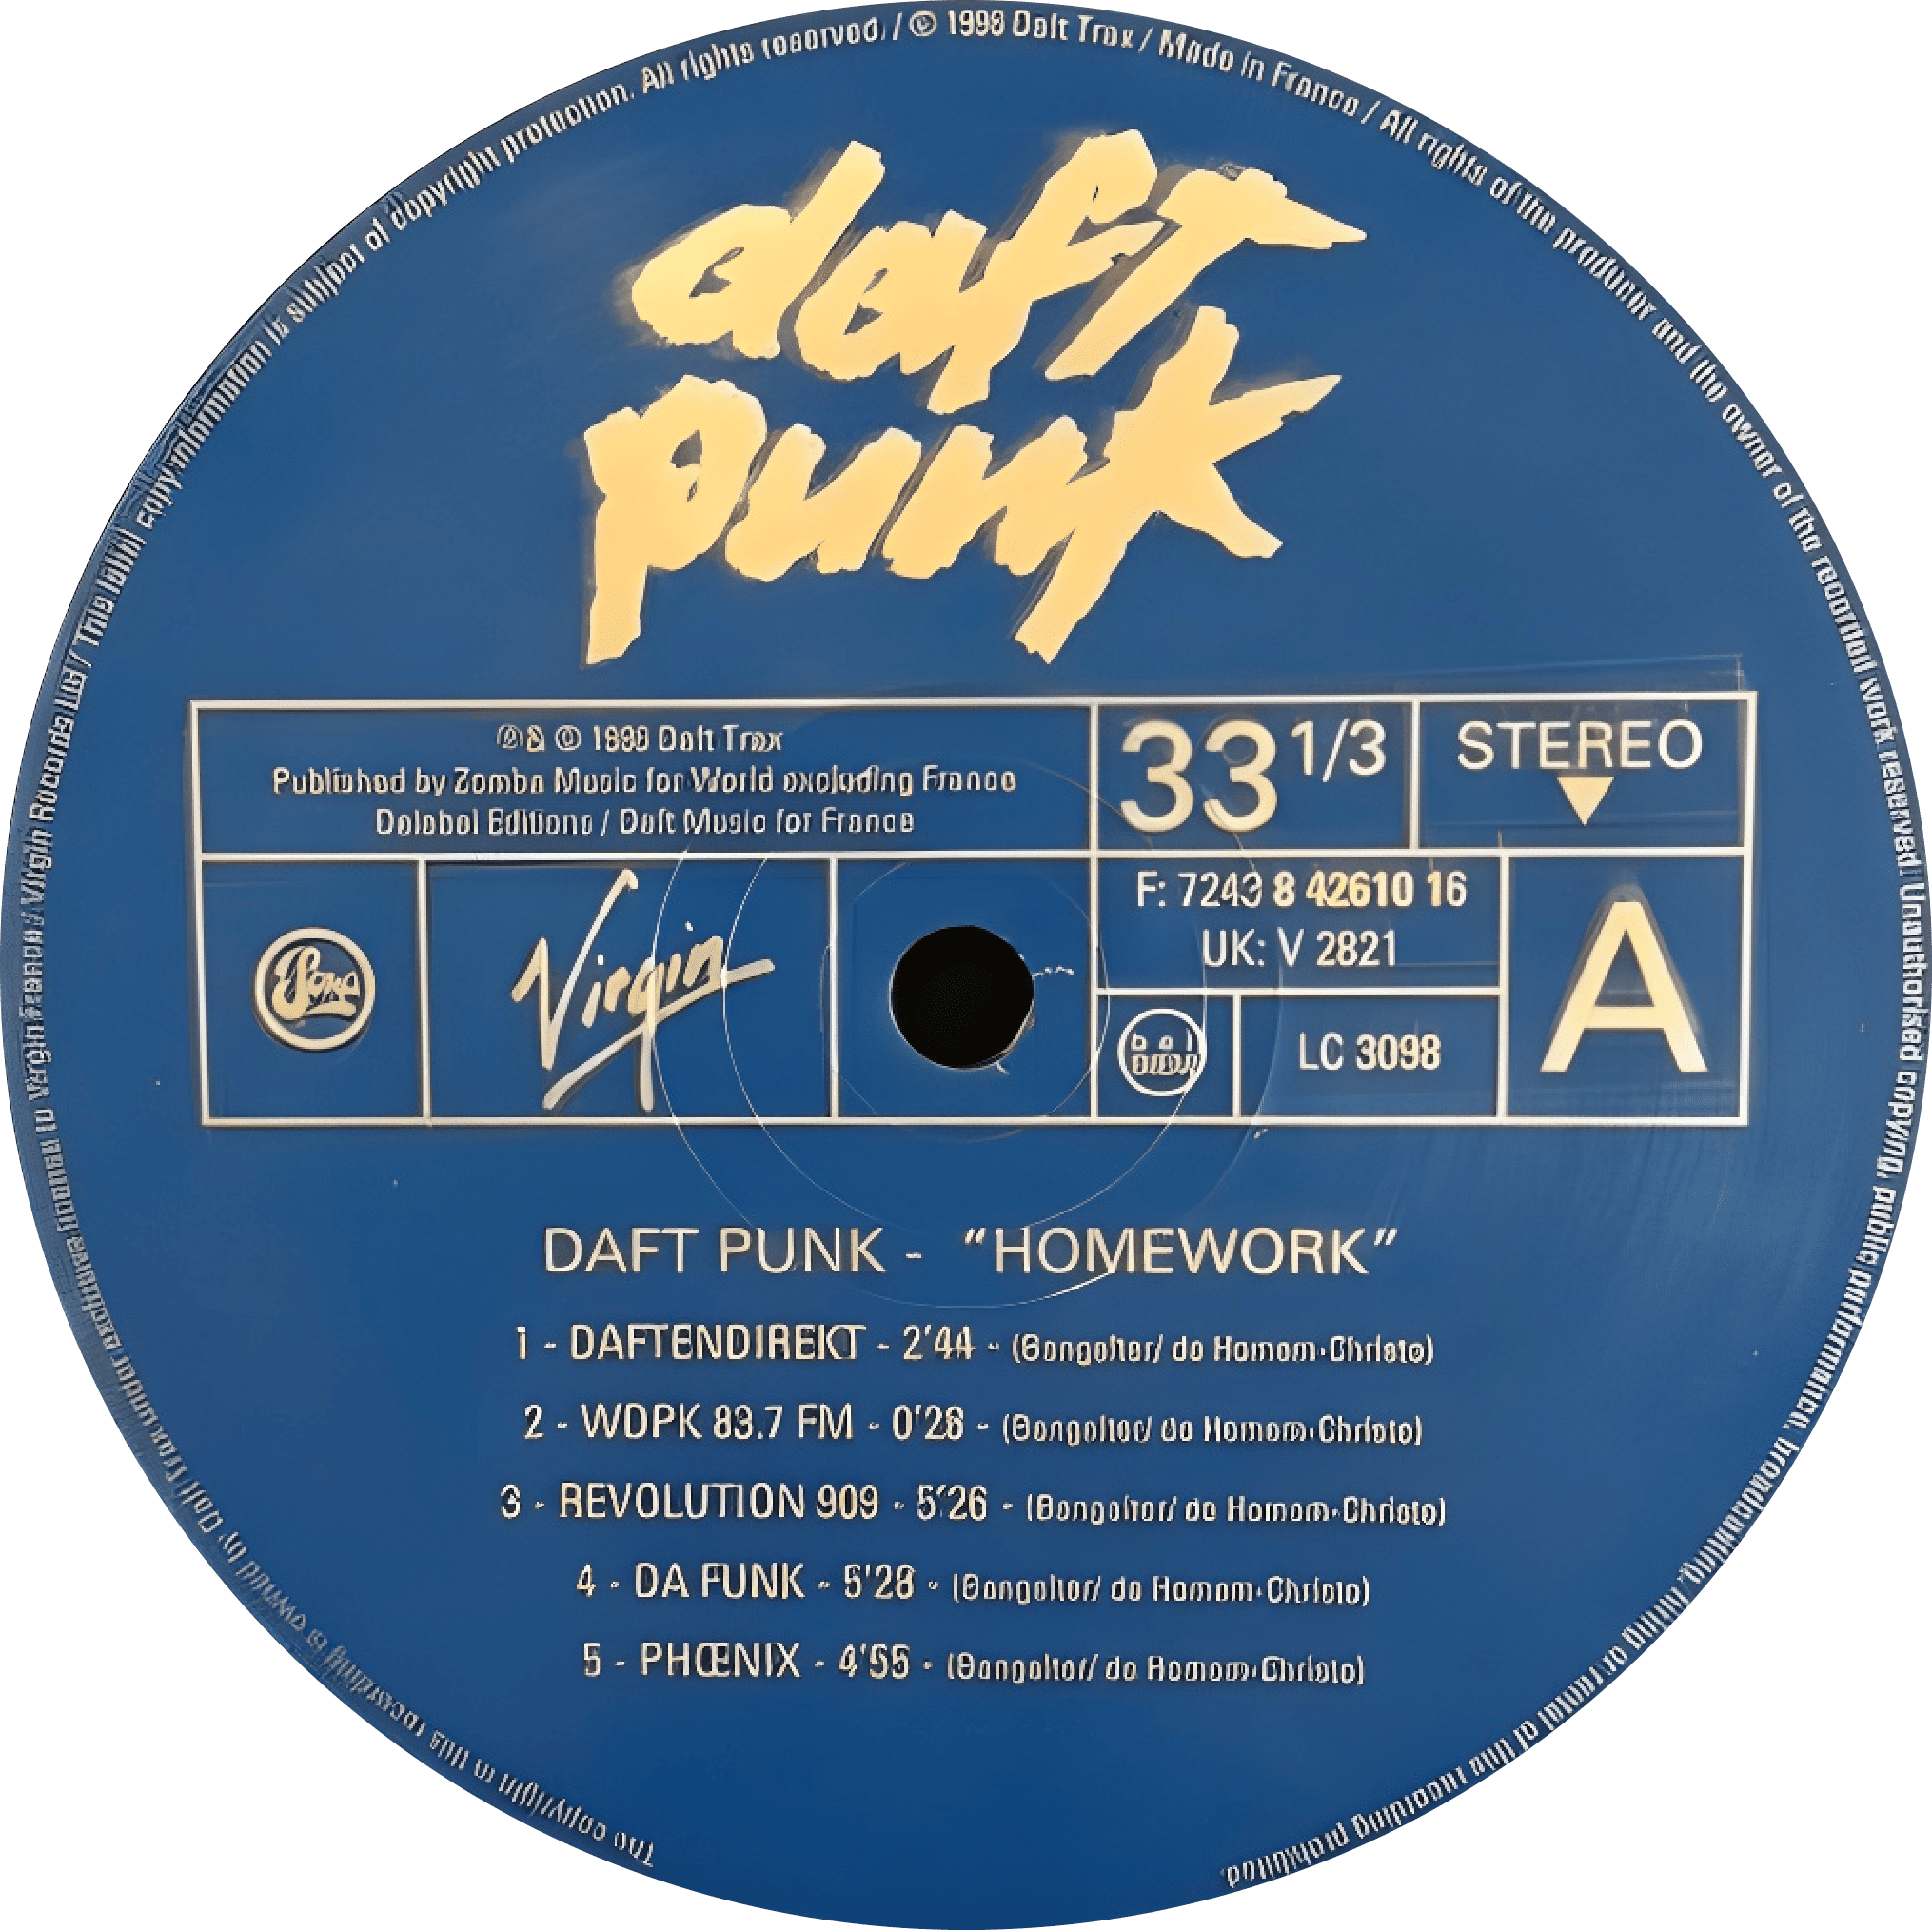 daft
punk
℗ & © 1996 Daft Trax
Published by Zomba Music for World excluding France
Delabel Editions / Daft Music for France
33 1/3
STEREO
Soma
Virgin
F: 7243 8 42610 16
UK: V 2821
LC 3098
A
DAFT PUNK - “HOMEWORK”
1 - DAFTENDIREKT - 2'44 - (Bangalter/ de Homem-Christo)
2 - WDPK 83.7 FM - 0'26 - (Bangalter/ de Homem-Christo)
3 - REVOLUTION 909 - 5'26 - (Bangalter/ de Homem-Christo)
4 - DA FUNK - 5'28 - (Bangalter/ de Homem-Christo)
5 - PHŒNIX - 4'55 - (Bangalter/ de Homem-Christo)
The copyright in this recording is owned by Daft Trax under exclusive licence to Virgin France / Virgin Records Ltd / This label copy information is subject of copyright protection. All rights reserved. / © 1996 Daft Trax / Made in France / All rights of the producer and the owner of the recorded work reserved. Unauthorised copying, public performance, broadcasting, hiring or rental of this recording prohibited.